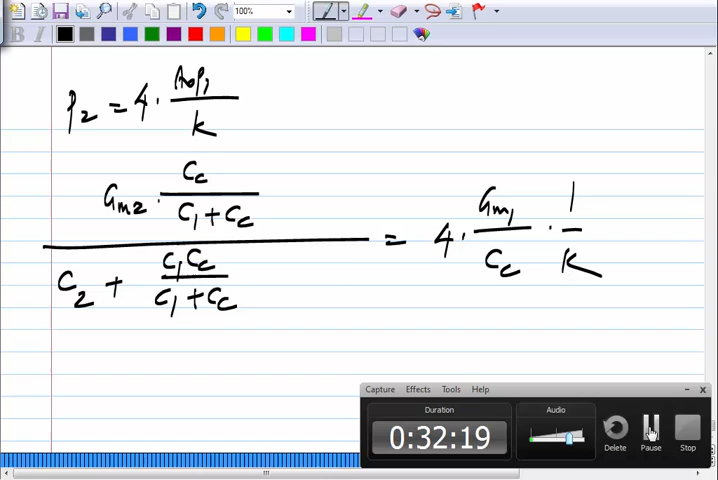 100%
B I
p₂ = 4 · A₀p₁ / k
Gm2 · Cc / (C₁ + Cc) / (C₂ + C₁Cc / (C₁ + Cc)) = 4 · Gm₁ / Cc · 1 / k
Capture Effects Tools Help
Duration Audio
0:32:19
Delete Pause Stop